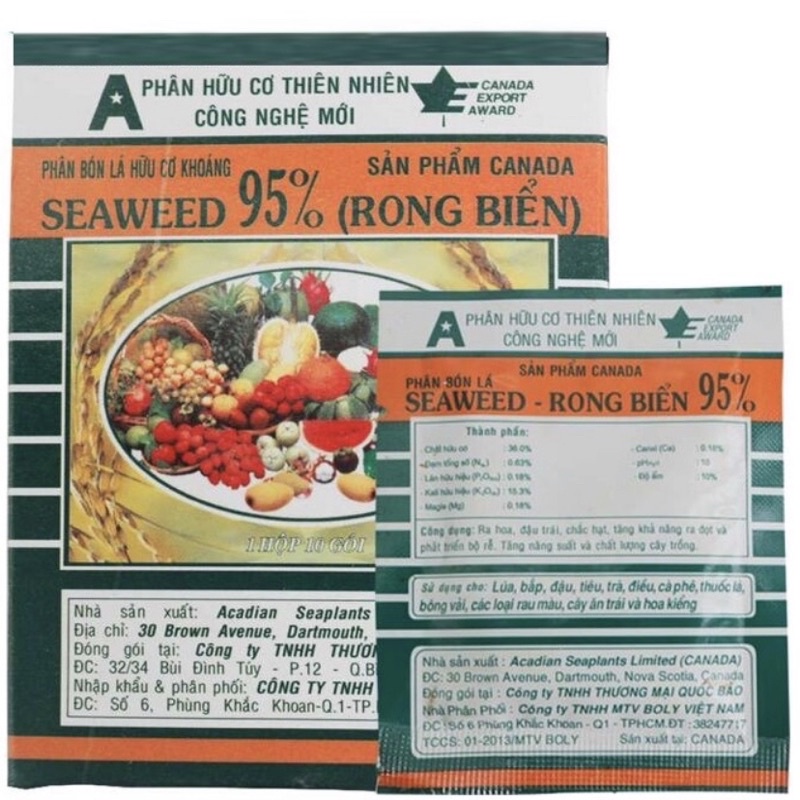 A PHÂN HỮU CƠ THIÊN NHIÊN
CÔNG NGHỆ MỚI
CANADA
EXPORT
AWARD
PHÂN BÓN LÁ HỮU CƠ KHOÁNG
SẢN PHẨM CANADA
SEAWEED 95% (RONG BIỂN)
1 HỘP 10 GÓI
Nhà sản xuất: Acadian Seaplants
Địa chỉ: 30 Brown Avenue, Dartmouth,
Đóng gói tại: Công ty TNHH THƯƠN
ĐC: 32/34 Bùi Đình Túy - P.12 - Q.B
Nhập khẩu & phân phối: CÔNG TY TNHH
ĐC: Số 6, Phùng Khắc Khoan-Q.1-TP.
A PHÂN HỮU CƠ THIÊN NHIÊN
CÔNG NGHỆ MỚI
CANADA
EXPORT
AWARD
SẢN PHẨM CANADA
PHÂN BÓN LÁ
SEAWEED - RONG BIỂN 95%
Thành phần:
- Chất hữu cơ : 36.0% - Canxi (Ca) : 0.16%
- Đạm tổng số (Nts) : 0.63% - pHH2O : 10
- Lân hữu hiệu : 0.18% - Độ ẩm : 10%
- Kali hữu hiệu : 15.3%
- Magie (Mg) : 0.16%
Công dụng: Ra hoa, đậu trái, chắc hạt, tăng khả năng ra đọt và
phát triển bộ rễ. Tăng năng suất và chất lượng cây trồng.
Sử dụng cho: Lúa, bắp, đậu, tiêu, trà, điều, cà phê, thuốc lá,
bông vải, các loại rau màu, cây ăn trái và hoa kiểng
Nhà sản xuất : Acadian Seaplants Limited (CANADA)
ĐC: 30 Brown Avenue, Dartmouth, Nova Scotia, Canada
Đóng gói tại : Công ty TNHH THƯƠNG MẠI QUỐC BẢO
Nhà Phân Phối : Công ty TNHH MTV BOLY VIỆT NAM
ĐC : Số 6 Phùng Khắc Khoan - Q1 - TPHCM.ĐT : 38247717
TCCS: 01-2013/MTV BOLY Sản xuất tại: CANADA